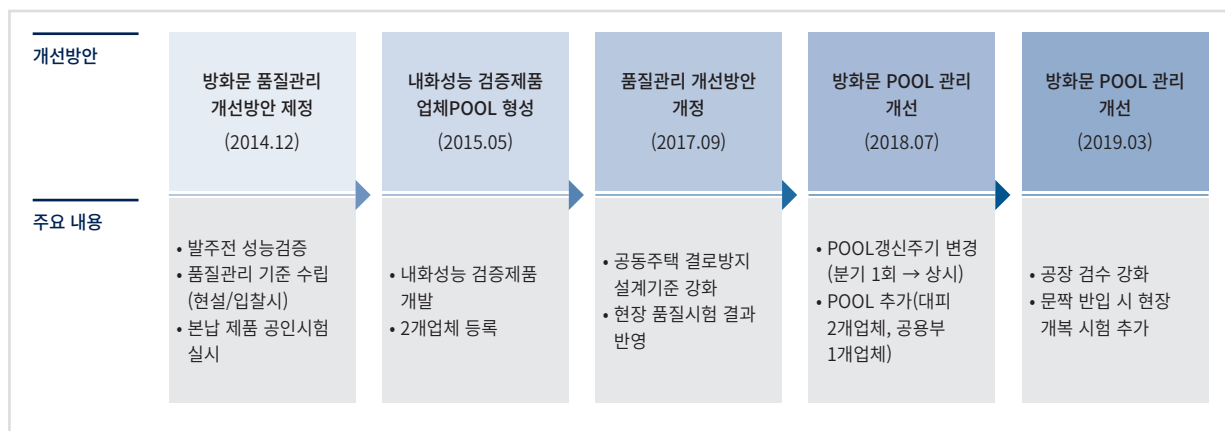 개선방안
방화문 품질관리
개선방안 제정
(2014.12)
내화성능 검증제품
업체POOL 형성
(2015.05)
품질관리 개선방안
개정
(2017.09)
방화문 POOL 관리
개선
(2018.07)
방화문 POOL 관리
개선
(2019.03)
주요 내용
• 발주전 성능검증
• 품질관리 기준 수립
(현설/입찰시)
• 본납 제품 공인시험
실시
• 내화성능 검증제품
개발
• 2개업체 등록
• 공동주택 결로방지
설계기준 강화
• 현장 품질시험 결과
반영
• POOL갱신주기 변경
(분기 1회 → 상시)
• POOL 추가(대피
2개업체, 공용부
1개업체)
• 공장 검수 강화
• 문짝 반입 시 현장
개복 시험 추가